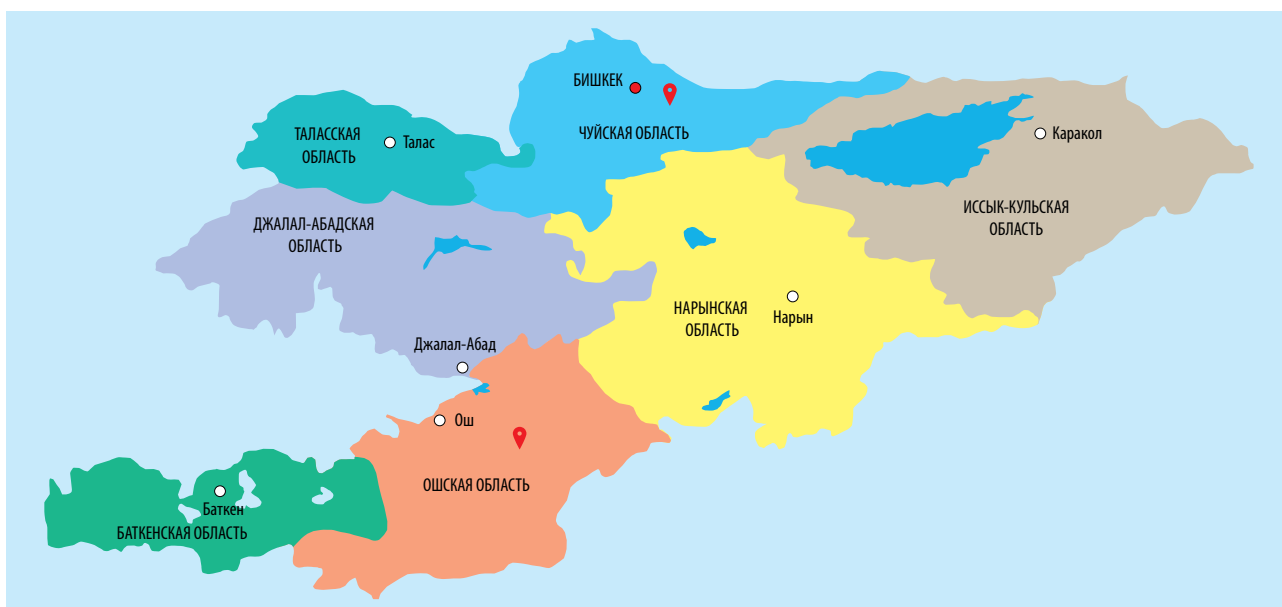 БИШКЕК
ЧУЙСКАЯ ОБЛАСТЬ
ТАЛАССКАЯ
ОБЛАСТЬ
Талас
Каракол
ИССЫК-КУЛЬСКАЯ
ОБЛАСТЬ
ДЖАЛАЛ-АБАДСКАЯ
ОБЛАСТЬ
НАРЫНСКАЯ
ОБЛАСТЬ
Нарын
Джалал-Абад
Ош
ОШСКАЯ ОБЛАСТЬ
Баткен
БАТКЕНСКАЯ ОБЛАСТЬ